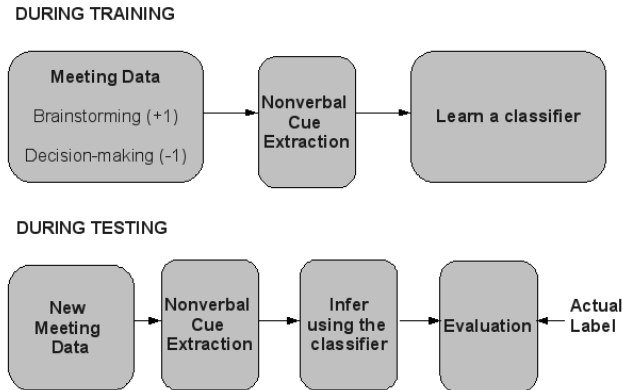 DURING TRAINING
Meeting Data
Brainstorming (+1)
Decision-making (-1)
Nonverbal
Cue
Extraction
Learn a classifier
DURING TESTING
New
Meeting
Data
Nonverbal
Cue
Extraction
Infer
using the
classifier
Evaluation
Actual
Label